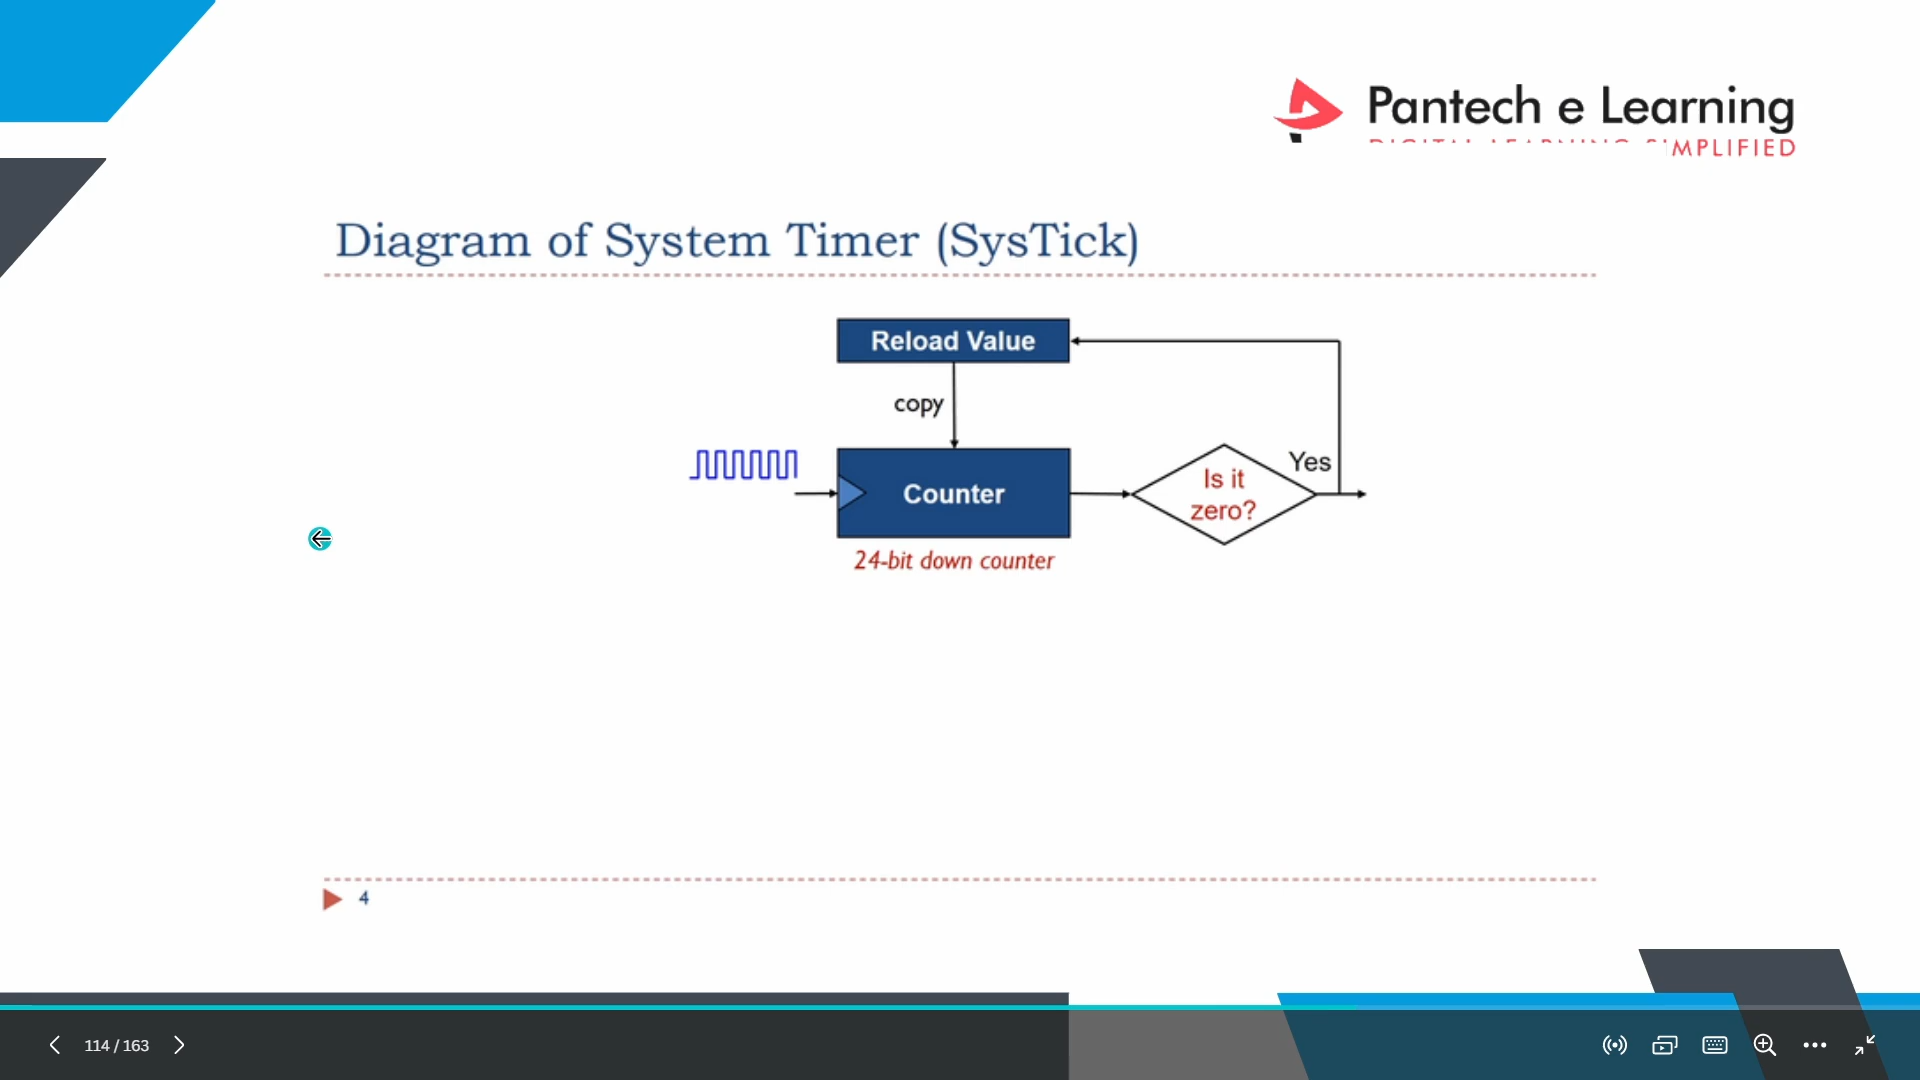 Pantech e Learning
SIMPLIFIED
Diagram of System Timer (SysTick)
Reload Value
copy
Yes
Is it
zero?
Counter
24-bit down counter
4
114 / 163